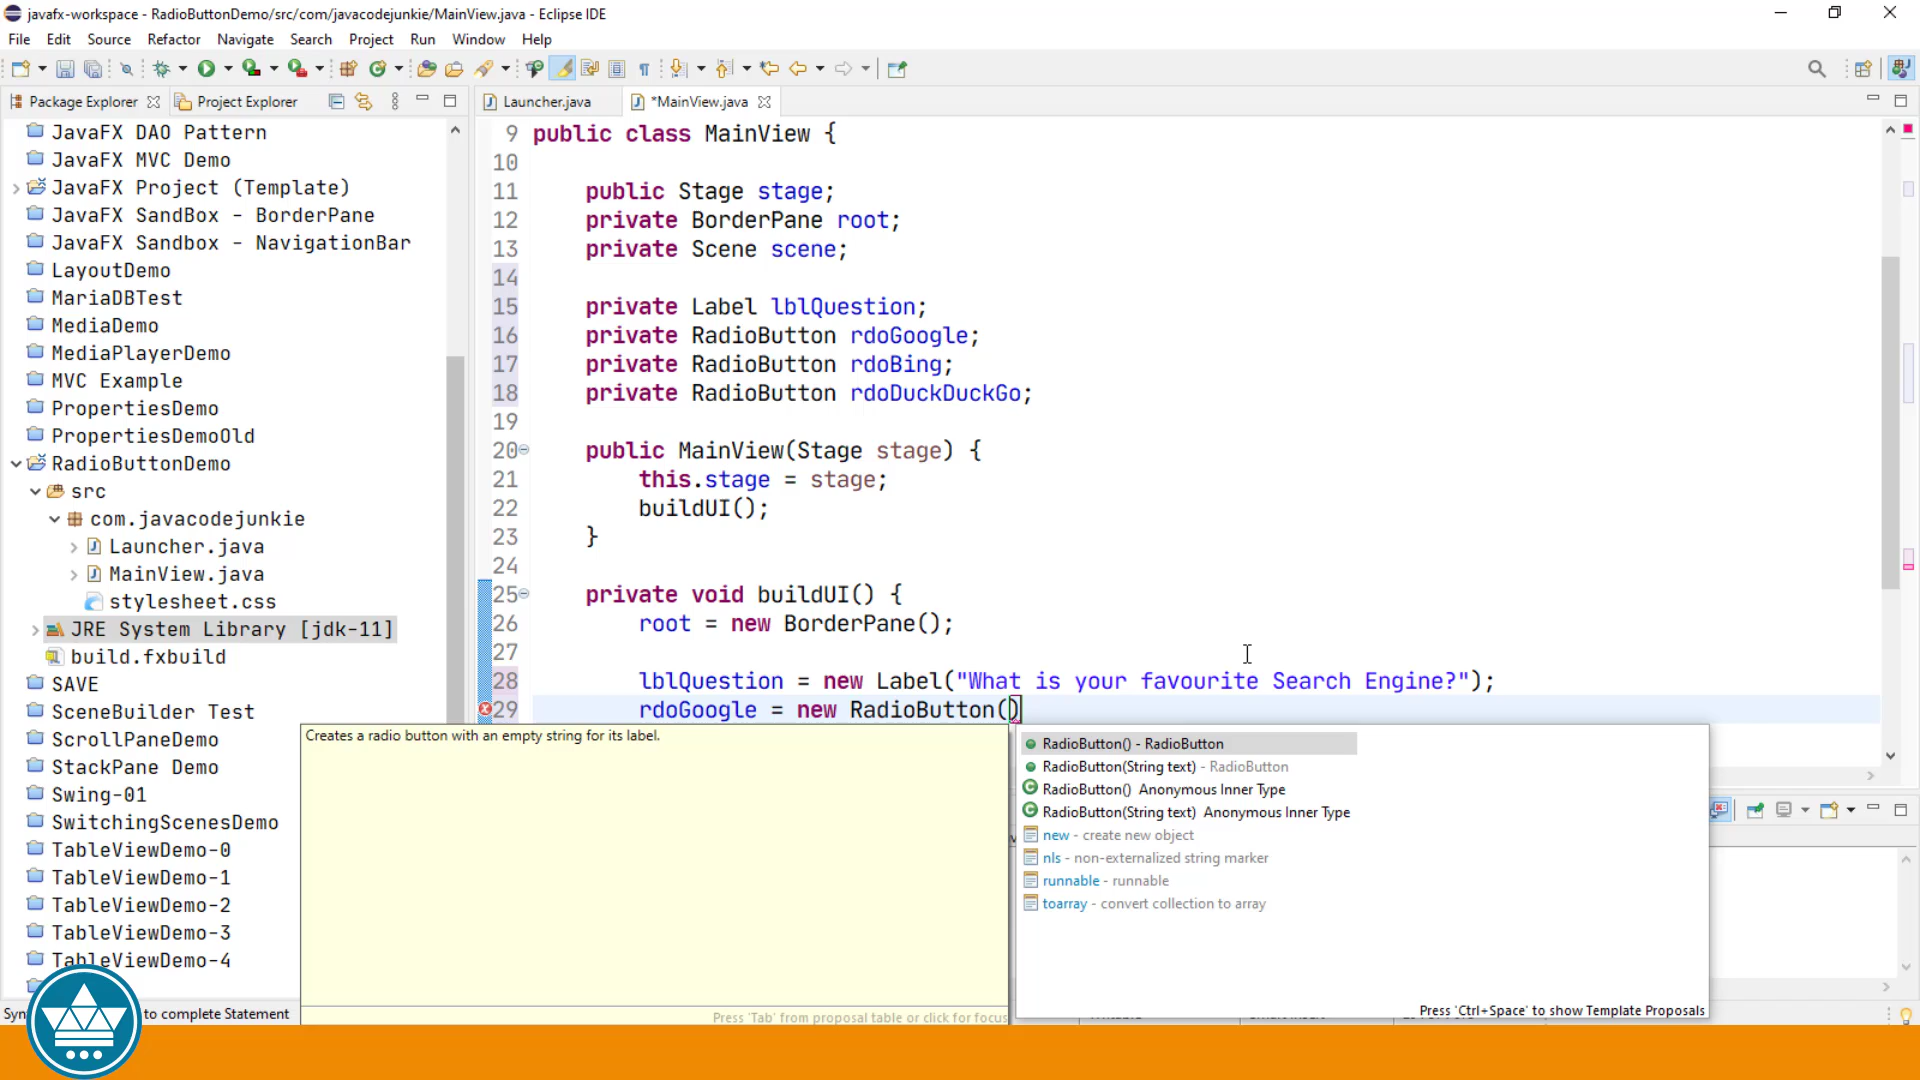 javafx-workspace - RadioButtonDemo/src/com/javacodejunkie/MainView.java - Eclipse IDE
File Edit Source Refactor Navigate Search Project Run Window Help
Package Explorer Project Explorer
Launcher.java *MainView.java
JavaFX DAO Pattern
JavaFX MVC Demo
JavaFX Project (Template)
JavaFX SandBox - BorderPane
JavaFX Sandbox - NavigationBar
LayoutDemo
MariaDBTest
MediaDemo
MediaPlayerDemo
MVC Example
PropertiesDemo
PropertiesDemoOld
RadioButtonDemo
src
com.javacodejunkie
Launcher.java
MainView.java
stylesheet.css
JRE System Library [jdk-11]
build.fxbuild
SAVE
SceneBuilder Test
ScrollPaneDemo
StackPane Demo
Swing-01
SwitchingScenesDemo
TableViewDemo-0
TableViewDemo-1
TableViewDemo-2
TableViewDemo-3
TableViewDemo-4
9 public class MainView {
10
11 public Stage stage;
12 private BorderPane root;
13 private Scene scene;
14
15 private Label lblQuestion;
16 private RadioButton rdoGoogle;
17 private RadioButton rdoBing;
18 private RadioButton rdoDuckDuckGo;
19
20 public MainView(Stage stage) {
21 this.stage = stage;
22 buildUI();
23 }
24
25 private void buildUI() {
26 root = new BorderPane();
27
28 lblQuestion = new Label("What is your favourite Search Engine?");
29 rdoGoogle = new RadioButton()
Creates a radio button with an empty string for its label.
Press 'Tab' from proposal table or click for focus
RadioButton() - RadioButton
RadioButton(String text) - RadioButton
RadioButton() Anonymous Inner Type
RadioButton(String text) Anonymous Inner Type
new - create new object
nls - non-externalized string marker
runnable - runnable
toarray - convert collection to array
Press 'Ctrl+Space' to show Template Proposals
to complete Statement